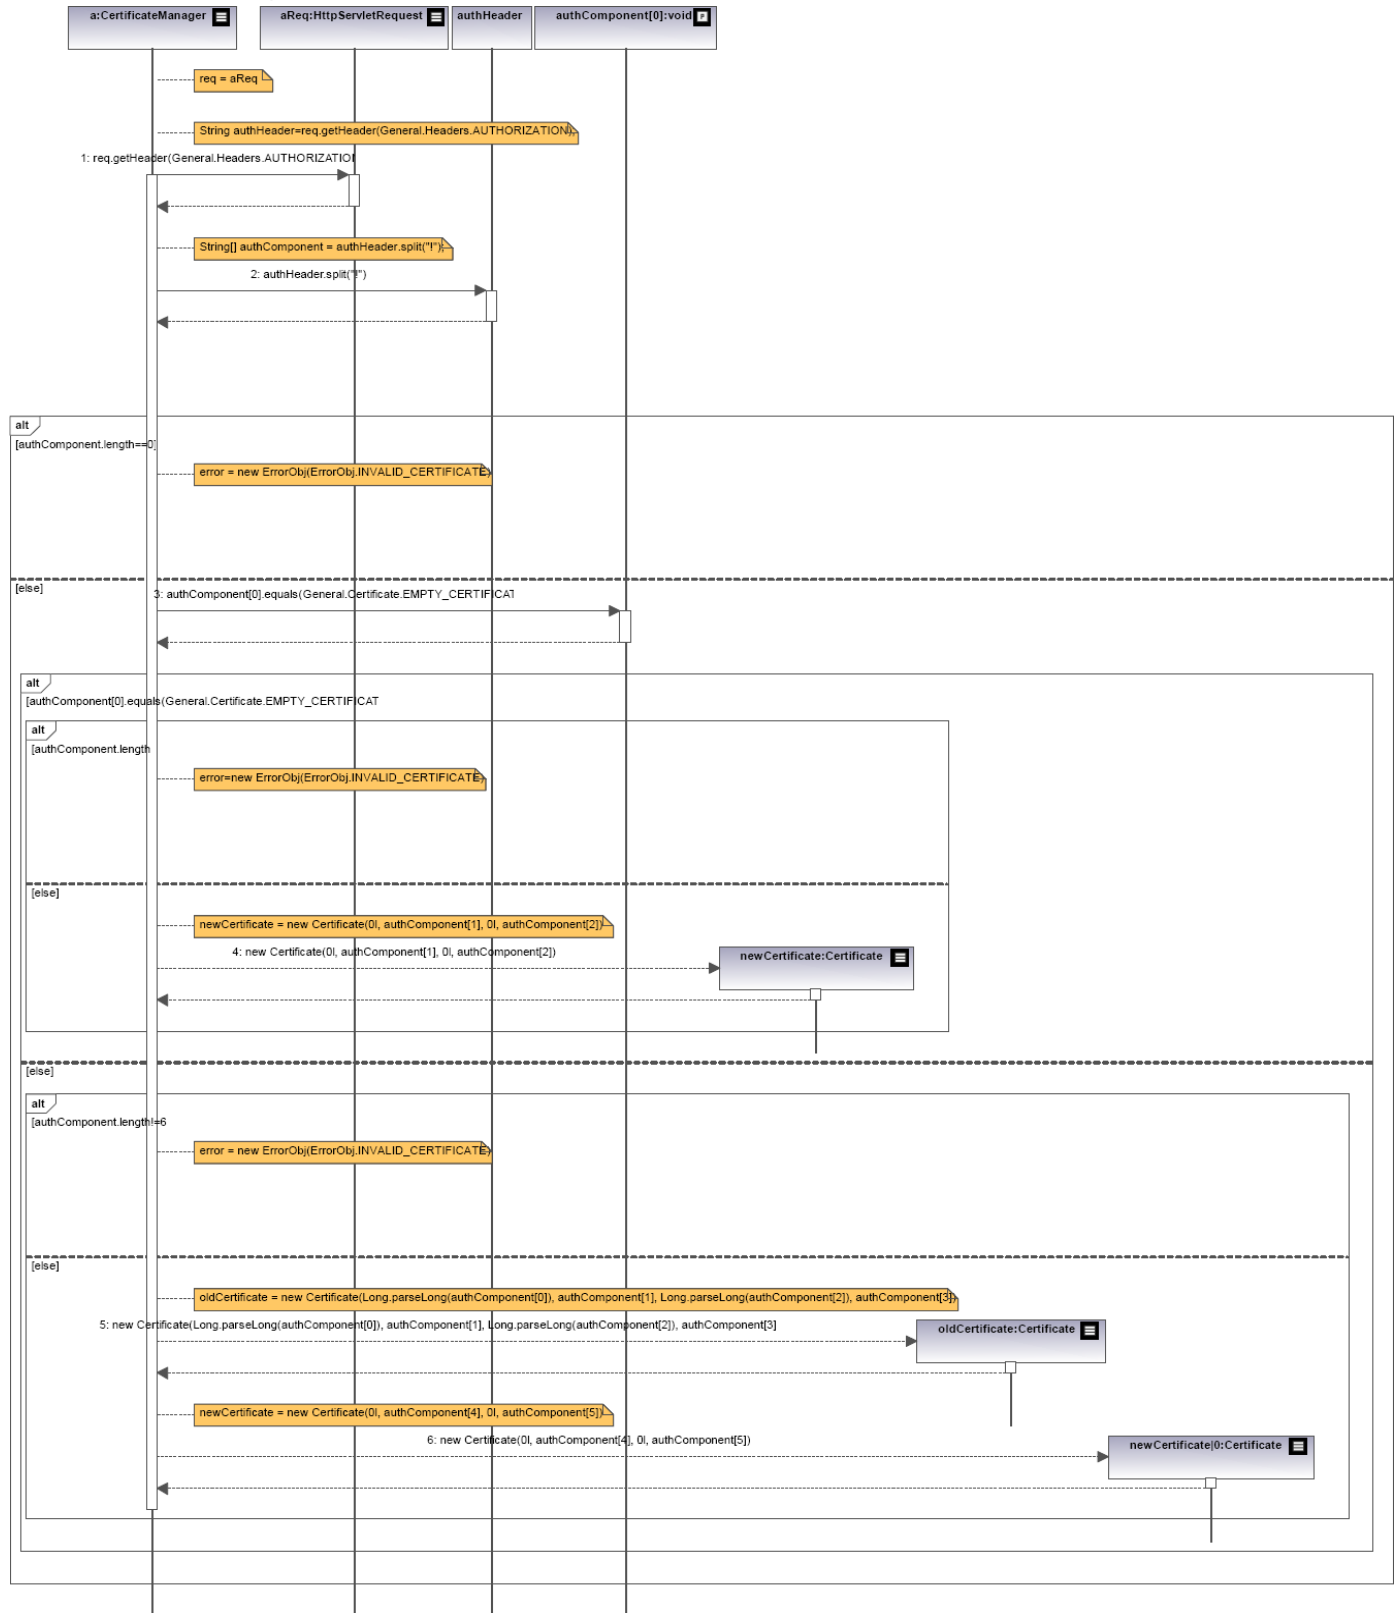 a:CertificateManager
aReq:HttpServletRequest
authHeader
authComponent[0]:void
P
req = aReq
String authHeader=req.getHeader(General.Headers.AUTHORIZATION);
1: req.getHeader(General.Headers.AUTHORIZATION
String[] authComponent = authHeader.split("!");
2: authHeader.split("!")
alt
[authComponent.length==0]
error = new ErrorObj(ErrorObj.INVALID_CERTIFICATE)
[else]
3: authComponent[0].equals(General.Certificate.EMPTY_CERTIFICAT
alt
[authComponent[0].equals(General.Certificate.EMPTY_CERTIFICAT
alt
[authComponent.length
error=new ErrorObj(ErrorObj.INVALID_CERTIFICATE)
[else]
newCertificate = new Certificate(0l, authComponent[1], 0l, authComponent[2])
4: new Certificate(0l, authComponent[1], 0l, authComponent[2])
newCertificate:Certificate
[else]
alt
[authComponent.length!=6
error = new ErrorObj(ErrorObj.INVALID_CERTIFICATE)
[else]
oldCertificate = new Certificate(Long.parseLong(authComponent[0]), authComponent[1], Long.parseLong(authComponent[2]), authComponent[3])
5: new Certificate(Long.parseLong(authComponent[0]), authComponent[1], Long.parseLong(authComponent[2]), authComponent[3]
oldCertificate:Certificate
newCertificate = new Certificate(0l, authComponent[4], 0l, authComponent[5])
6: new Certificate(0l, authComponent[4], 0l, authComponent[5])
newCertificate|0:Certificate